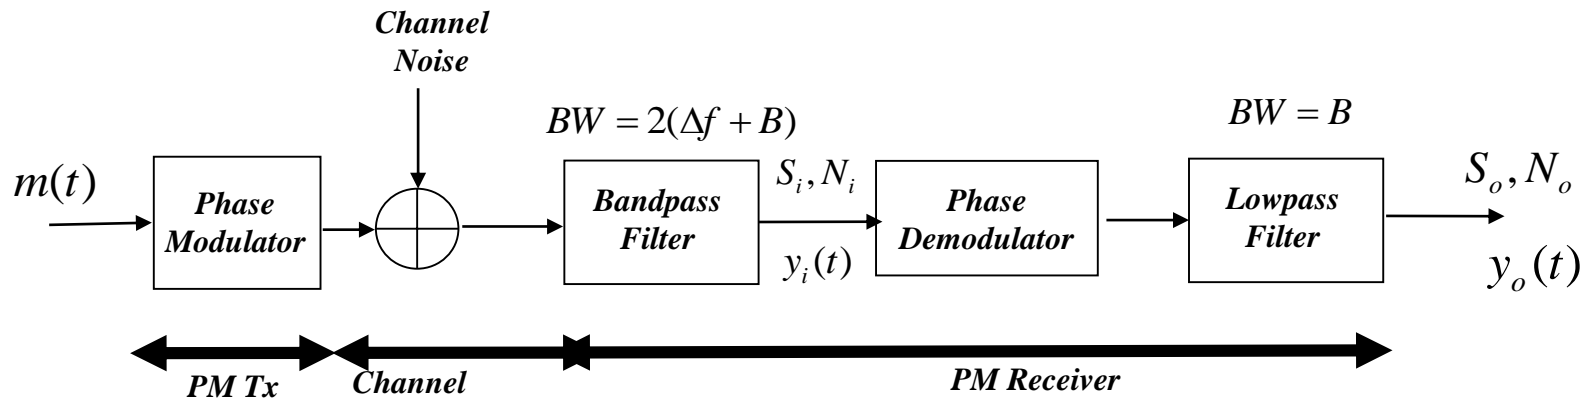 Channel
Noise
BW = 2(Δf + B)
BW = B
m(t)
Phase
Modulator
Bandpass
Filter
S_i, N_i
y_i(t)
Phase
Demodulator
Lowpass
Filter
S_o, N_o
y_o(t)
PM Tx
Channel
PM Receiver